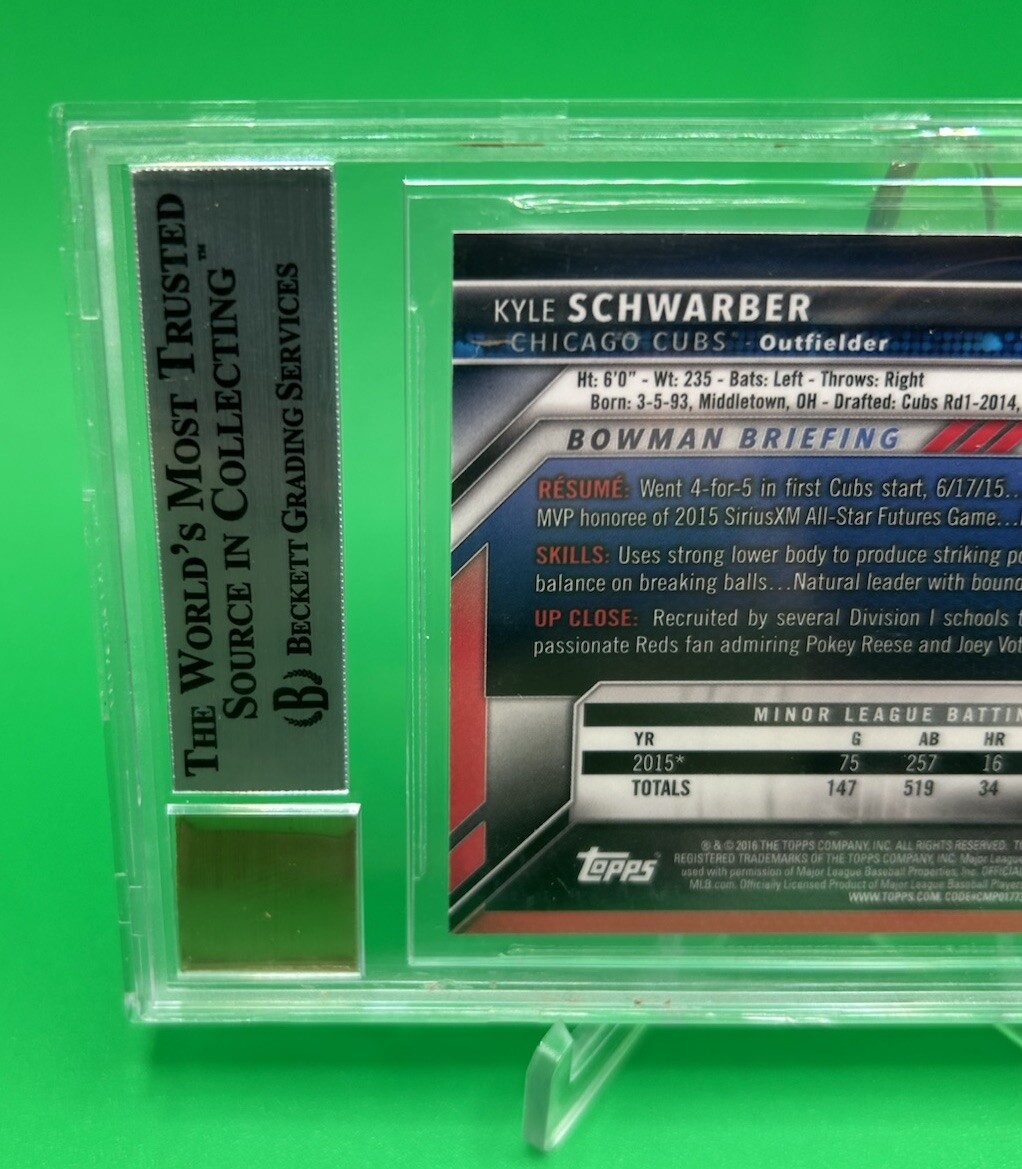 THE WORLD'S MOST TRUSTED
SOURCE IN COLLECTING™
B BECKETT GRADING SERVICES
KYLE SCHWARBER
CHICAGO CUBS - Outfielder
Ht: 6'0" - Wt: 235 - Bats: Left - Throws: Right
Born: 3-5-93, Middletown, OH - Drafted: Cubs Rd1-2014,
BOWMAN BRIEFING
RÉSUMÉ: Went 4-for-5 in first Cubs start, 6/17/15...
MVP honoree of 2015 SiriusXM All-Star Futures Game...
SKILLS: Uses strong lower body to produce striking
balance on breaking balls...Natural leader with
UP CLOSE: Recruited by several Division I schools
passionate Reds fan admiring Pokey Reese and Joey
MINOR LEAGUE
YR G AB HR
2015* 75 257 16
TOTALS 147 519 34
topps
® & © 2016 THE TOPPS COMPANY, INC. ALL RIGHTS RESERVED.
REGISTERED TRADEMARKS OF THE TOPPS COMPANY, INC. Major League
used with permission of Major League Baseball Properties, Inc.
MLB.com. Officially Licensed Product of Major League Baseball
WWW.TOPPS.COM.